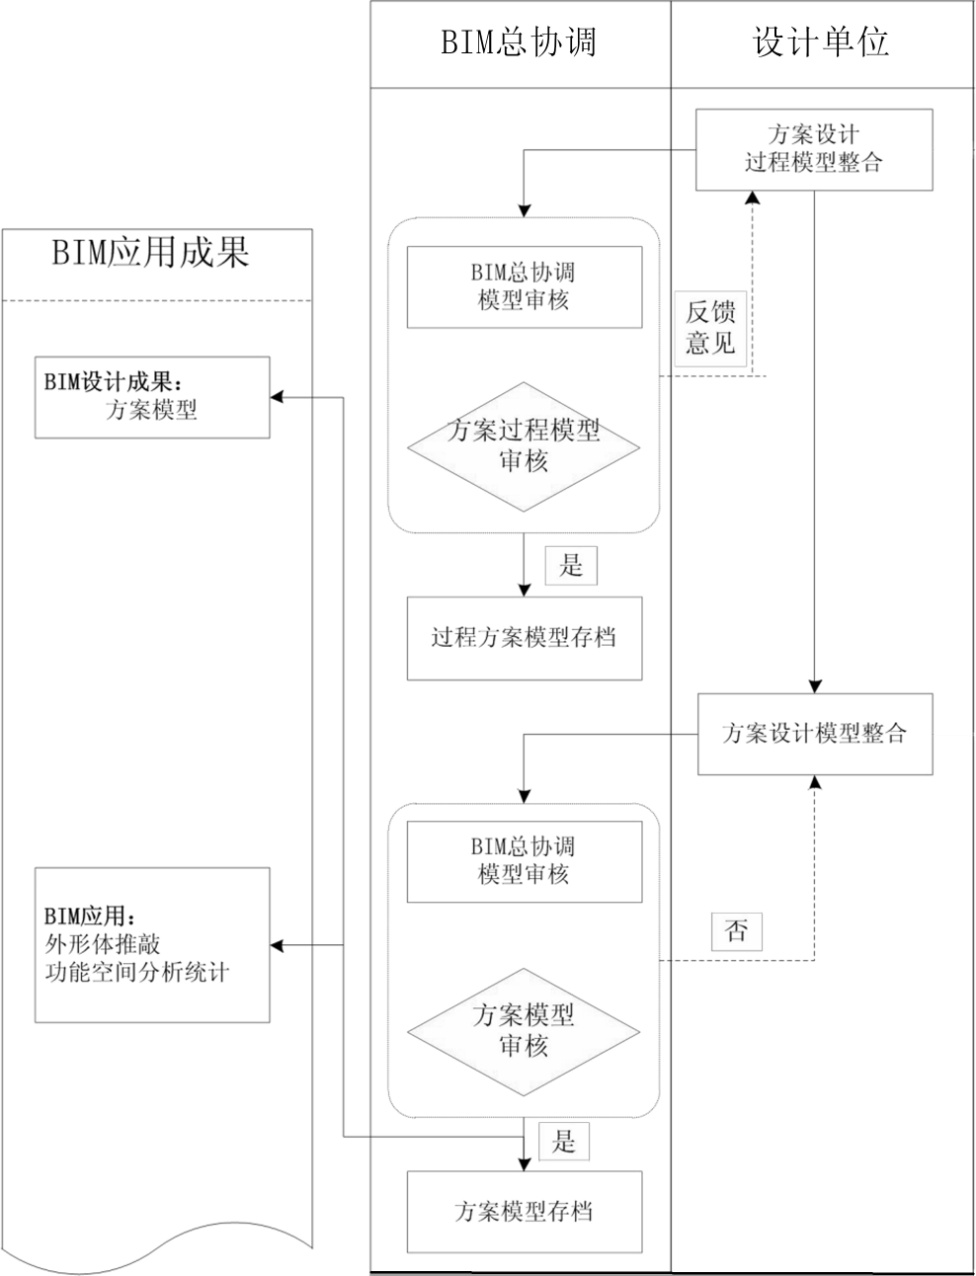 BIM总协调
设计单位
方案设计
过程模型整合
BIM总协调
模型审核
反馈
意见
方案过程模型
审核
是
过程方案模型存档
方案设计模型整合
BIM总协调
模型审核
否
方案模型
审核
是
方案模型存档
BIM应用成果
BIM设计成果：
方案模型
BIM应用：
外形体推敲
功能空间分析统计